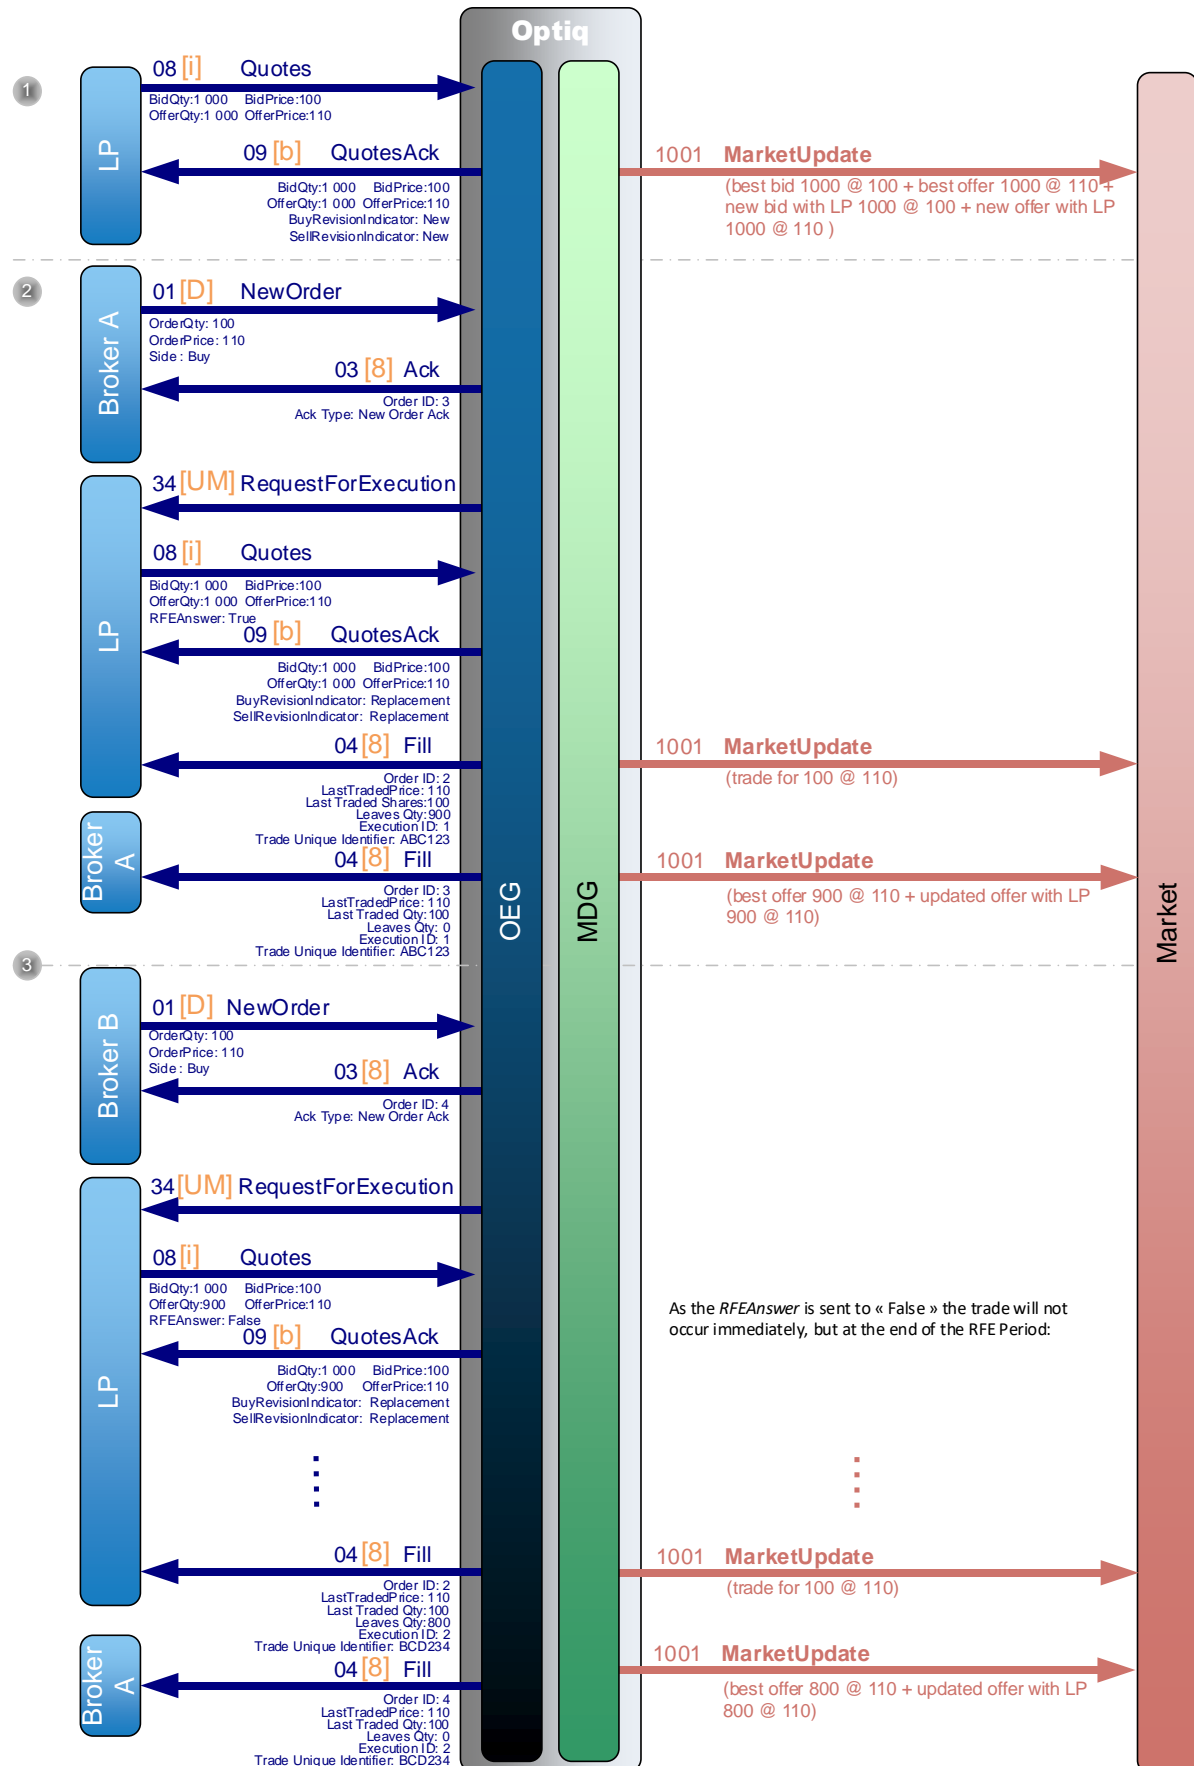 Optiq
1
LP
08 [i] Quotes
BidQty:1 000 BidPrice:100
OfferQty:1 000 OfferPrice:110
09 [b] QuotesAck
BidQty:1 000 BidPrice:100
OfferQty:1 000 OfferPrice:110
BuyRevisionIndicator: New
SellRevisionIndicator: New
1001 MarketUpdate
(best bid 1000 @ 100 + best offer 1000 @ 110 +
new bid with LP 1000 @ 100 + new offer with LP
1000 @ 110 )
2
Broker A
01 [D] NewOrder
OrderQty: 100
OrderPrice: 110
Side : Buy
03 [8] Ack
Order ID: 3
Ack Type: New Order Ack
LP
34 [UM] RequestForExecution
08 [i] Quotes
BidQty:1 000 BidPrice:100
OfferQty:1 000 OfferPrice:110
RFEAnswer: True
09 [b] QuotesAck
BidQty:1 000 BidPrice:100
OfferQty:1 000 OfferPrice:110
BuyRevisionIndicator: Replacement
SellRevisionIndicator: Replacement
04 [8] Fill
Order ID: 2
LastTradedPrice: 110
Last Traded Shares:100
Leaves Qty:900
Execution ID: 1
Trade Unique Identifier: ABC123
1001 MarketUpdate
(trade for 100 @ 110)
Broker
A
04 [8] Fill
Order ID: 3
LastTradedPrice: 110
Last Traded Qty:100
Leaves Qty: 0
Execution ID: 1
Trade Unique Identifier: ABC123
1001 MarketUpdate
(best offer 900 @ 110 + updated offer with LP
900 @ 110)
OEG
MDG
Market
3
Broker B
01 [D] NewOrder
OrderQty: 100
OrderPrice: 110
Side : Buy
03 [8] Ack
Order ID: 4
Ack Type: New Order Ack
LP
34 [UM] RequestForExecution
08 [i] Quotes
BidQty:1 000 BidPrice:100
OfferQty:900 OfferPrice:110
RFEAnswer: False
09 [b] QuotesAck
BidQty:1 000 BidPrice:100
OfferQty:900 OfferPrice:110
BuyRevisionIndicator: Replacement
SellRevisionIndicator: Replacement
As the RFEAnswer is sent to « False » the trade will not
occur immediately, but at the end of the RFE Period:
04 [8] Fill
Order ID: 2
LastTradedPrice: 110
Last Traded Qty:100
Leaves Qty:800
Execution ID: 2
Trade Unique Identifier: BCD234
1001 MarketUpdate
(trade for 100 @ 110)
Broker
A
04 [8] Fill
Order ID: 4
LastTradedPrice: 110
Last Traded Qty:100
Leaves Qty: 0
Execution ID: 2
Trade Unique Identifier: BCD234
1001 MarketUpdate
(best offer 800 @ 110 + updated offer with LP
800 @ 110)